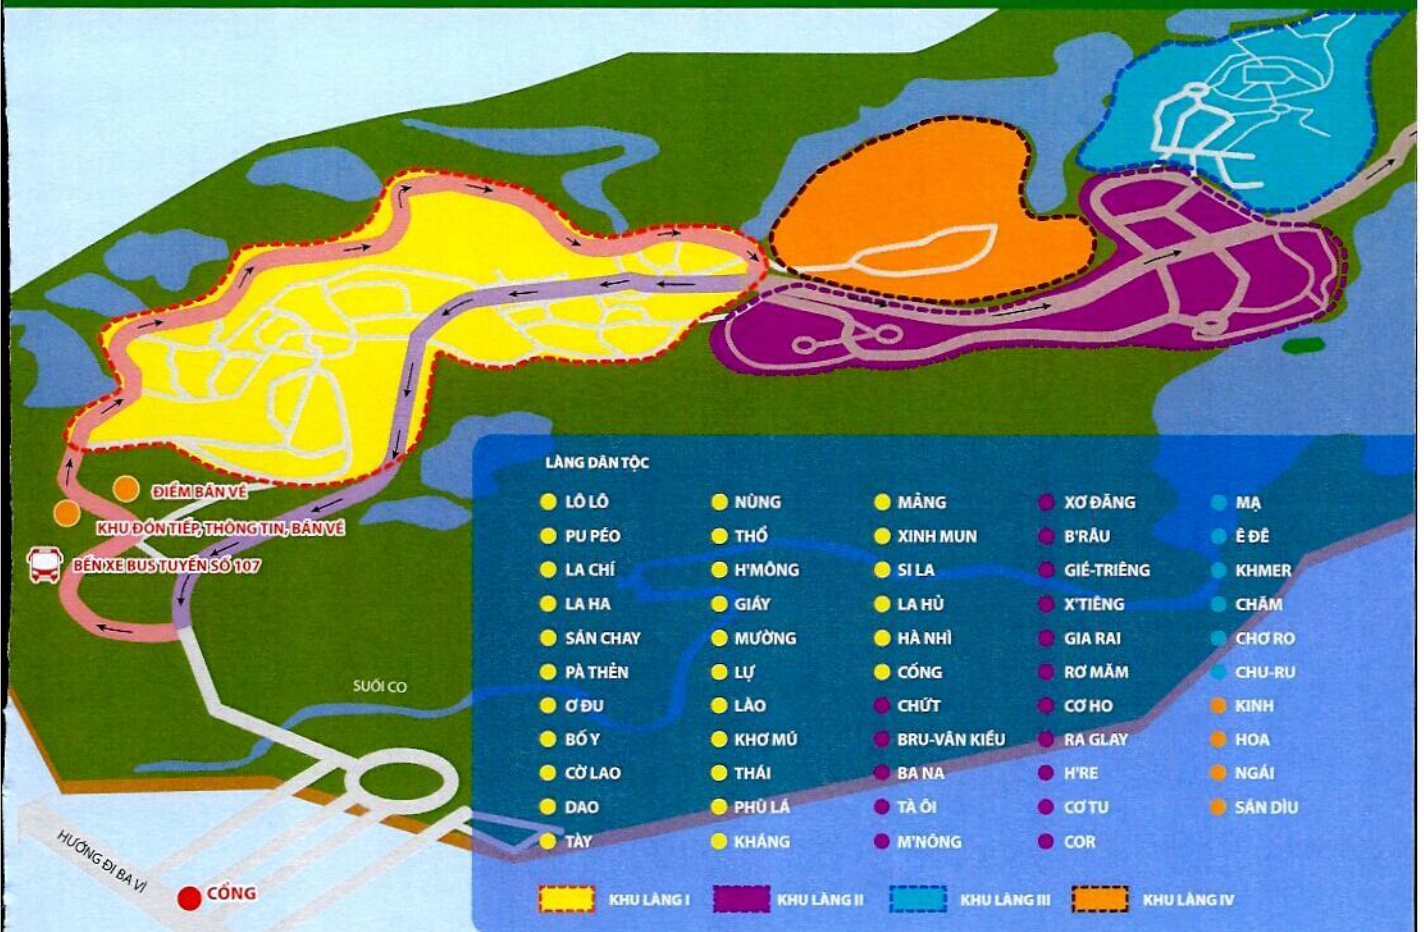 ĐIỂM BÁN VÉ
KHU ĐÓN TIẾP, THÔNG TIN, BÁN VÉ
BẾN XE BUS TUYẾN SỐ 107
SUỐI CO
HƯỚNG ĐI BA VÌ
CỔNG
LÀNG DÂN TỘC
LÔ LÔ
PU PÉO
LA CHÍ
LA HA
SÁN CHAY
PÀ THẺN
Ơ ĐU
BỐ Y
CỜ LAO
DAO
TÀY
NÙNG
THỔ
H'MÔNG
GIÁY
MƯỜNG
LỰ
LÀO
KHƠ MÚ
THÁI
PHÙ LÁ
KHÁNG
MẢNG
XINH MUN
SI LA
LA HỦ
HÀ NHÌ
CỐNG
CHỨT
BRU-VÂN KIỀU
BA NA
TÀ ÔI
M'NÔNG
XƠ ĐĂNG
B'RÂU
GIÉ-TRIÊNG
X'TIÊNG
GIA RAI
RƠ MĂM
CƠ HO
RA GLAY
H'RE
CƠ TU
COR
MẠ
Ê ĐÊ
KHMER
CHĂM
CHƠ RO
CHU-RU
KINH
HOA
NGÁI
SÁN DÌU
KHU LÀNG I
KHU LÀNG II
KHU LÀNG III
KHU LÀNG IV